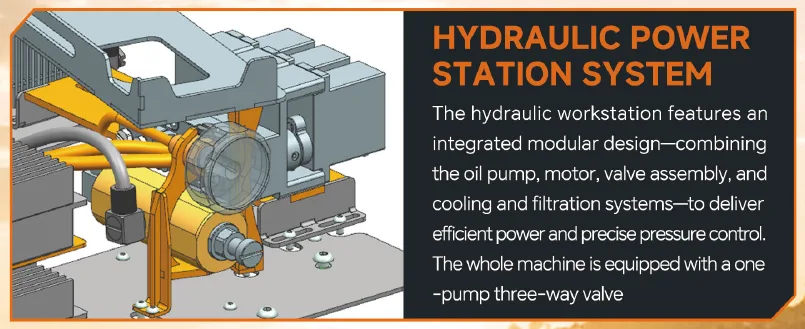 HYDRAULIC POWER
STATION SYSTEM
The hydraulic workstation features an
integrated modular design—combining
the oil pump, motor, valve assembly, and
cooling and filtration systems—to deliver
efficient power and precise pressure control.
The whole machine is equipped with a one
-pump three-way valve